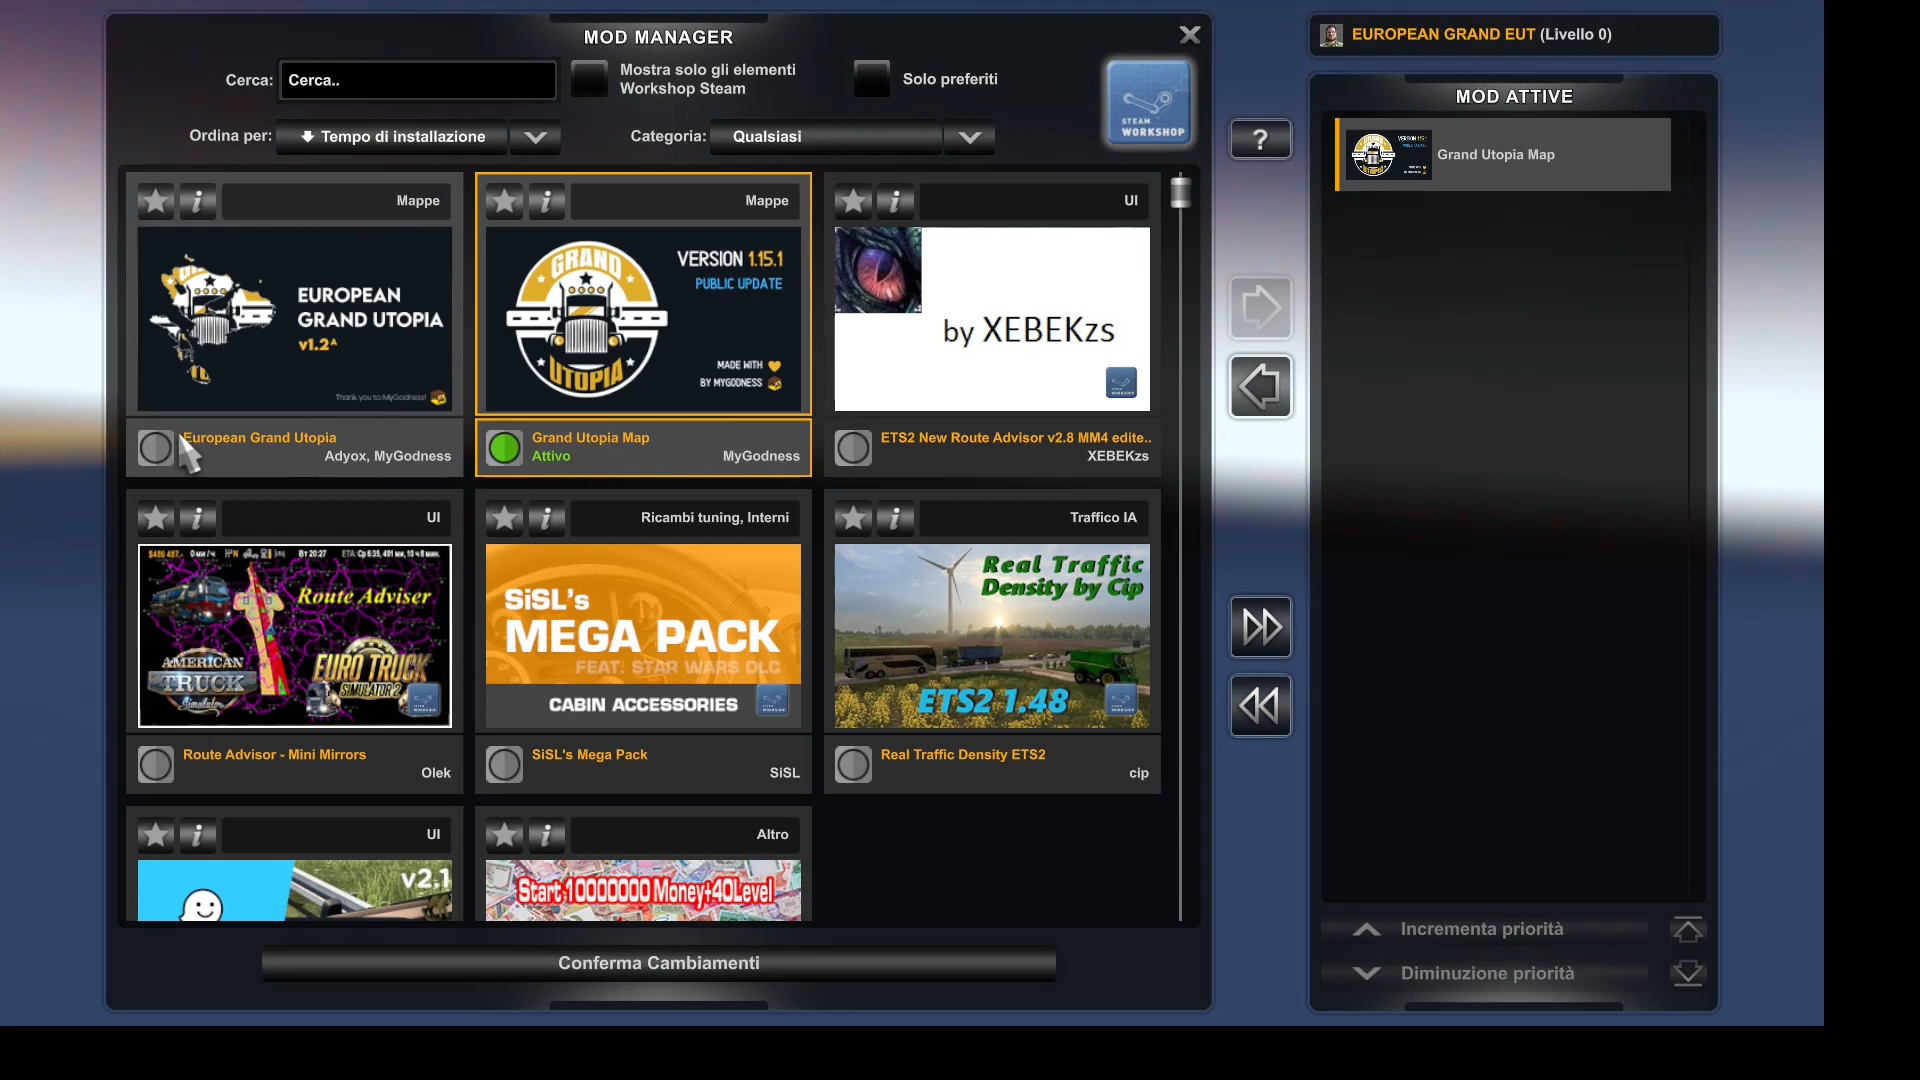 MOD MANAGER
Cerca:
Cerca..
Mostra solo gli elementi
Workshop Steam
Solo preferiti
STEAM
WORKSHOP
Ordina per:
Tempo di installazione
Categoria:
Qualsiasi
Mappe
EUROPEAN
GRAND UTOPIA
v1.2A
Thank you to MyGodness!
European Grand Utopia
Adyox, MyGodness
Mappe
GRAND
UTOPIA
VERSION 1.15.1
PUBLIC UPDATE
MADE WITH
BY MYGODNESS
Grand Utopia Map
Attivo
MyGodness
UI
by XEBEKzs
ETS2 New Route Advisor v2.8 MM4 edite..
XEBEKzs
UI
Route Adviser
AMERICAN
TRUCK
Simulator
EURO TRUCK
SIMULATOR 2
Route Advisor - Mini Mirrors
Olek
Ricambi tuning, Interni
SiSL's
MEGA PACK
FEAT. STAR WARS DLC
CABIN ACCESSORIES
SiSL's Mega Pack
SiSL
Traffico IA
Real Traffic
Density by Cip
ETS2 1.48
Real Traffic Density ETS2
cip
UI
v2.1
Altro
Start 10000000 Money+40Level
Conferma Cambiamenti
?
EUROPEAN GRAND EUT (Livello 0)
MOD ATTIVE
Grand Utopia Map
Incrementa priorità
Diminuzione priorità